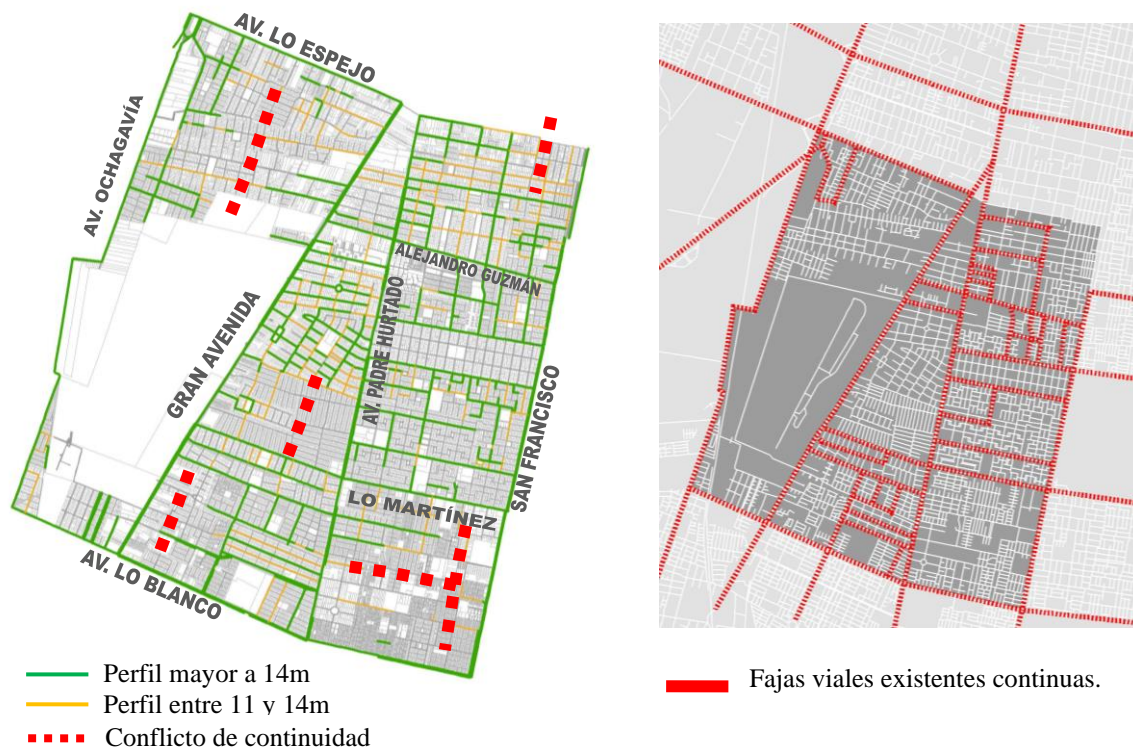 AV. LO ESPEJO
AV. OCHAGAVÍA
ALEJANDRO GUZMÁN
GRAN AVENIDA
AV. PADRE HURTADO
SAN FRANCISCO
LO MARTÍNEZ
AV. LO BLANCO
Perfil mayor a 14m
Perfil entre 11 y 14m
Conflicto de continuidad
Fajas viales existentes continuas.